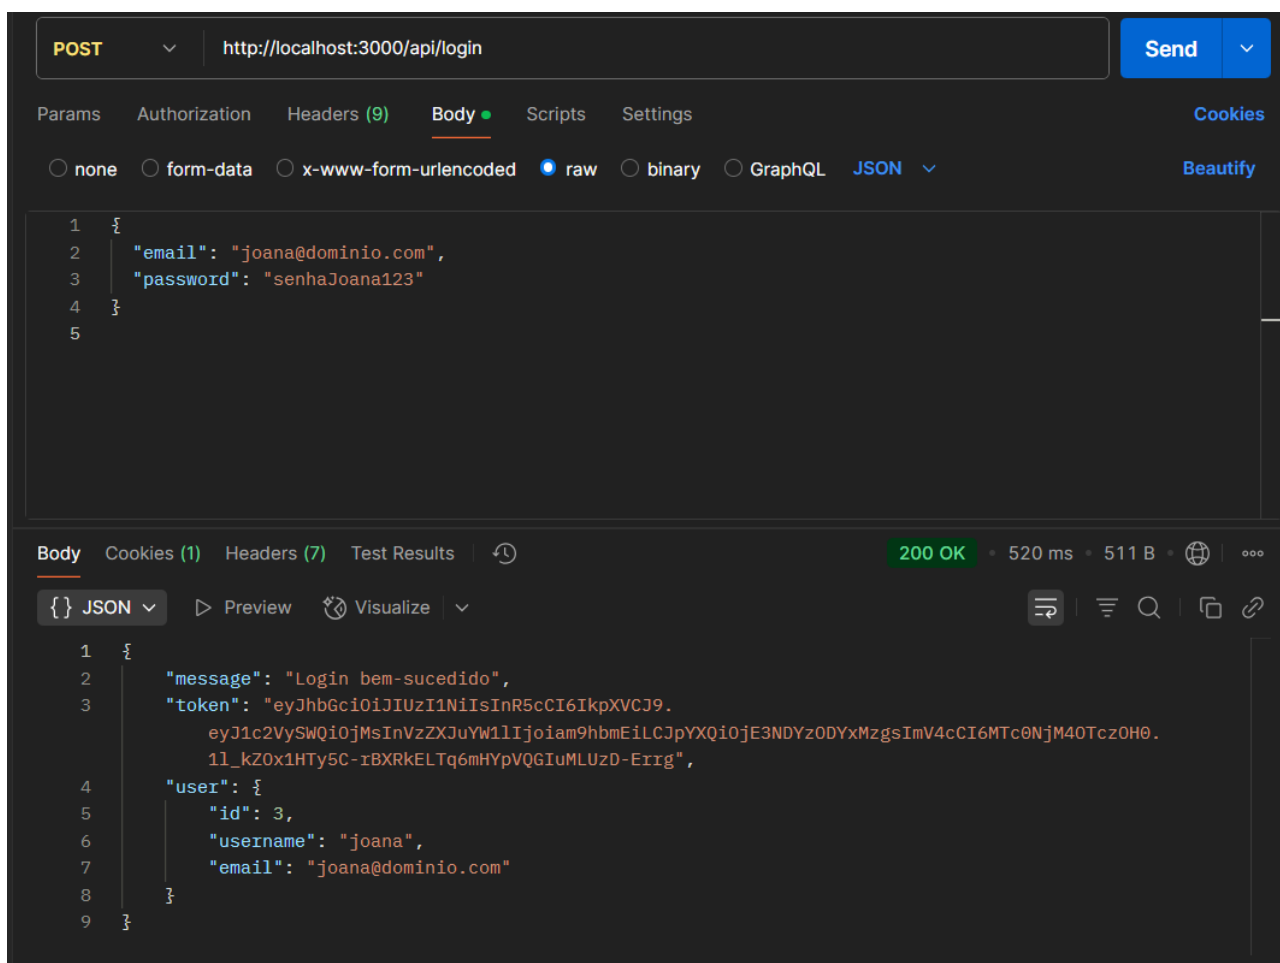 POST http://localhost:3000/api/login Send
Params Authorization Headers (9) Body Scripts Settings Cookies
none form-data x-www-form-urlencoded raw binary GraphQL JSON Beautify
1 {
2 "email": "joana@dominio.com",
3 "password": "senhaJoana123"
4 }
5
Body Cookies (1) Headers (7) Test Results 200 OK • 520 ms • 511 B •
{} JSON Preview Visualize
1 {
2 "message": "Login bem-sucedido",
3 "token": "eyJhbGciOiJIUzI1NiIsInR5cCI6IkpXVCJ9.
eyJ1c2VySWQiOjMsInVzZXJuYW1lIjoiam9hbmEiLCJpYXQiOjE3NDYzODYxMzgsImV4cCI6MTc0NjM4OTczOH0.
1l_kZOx1HTy5C-rBXRkELTq6mHYpVQGIuMLUzD-Errg",
4 "user": {
5 "id": 3,
6 "username": "joana",
7 "email": "joana@dominio.com"
8 }
9 }